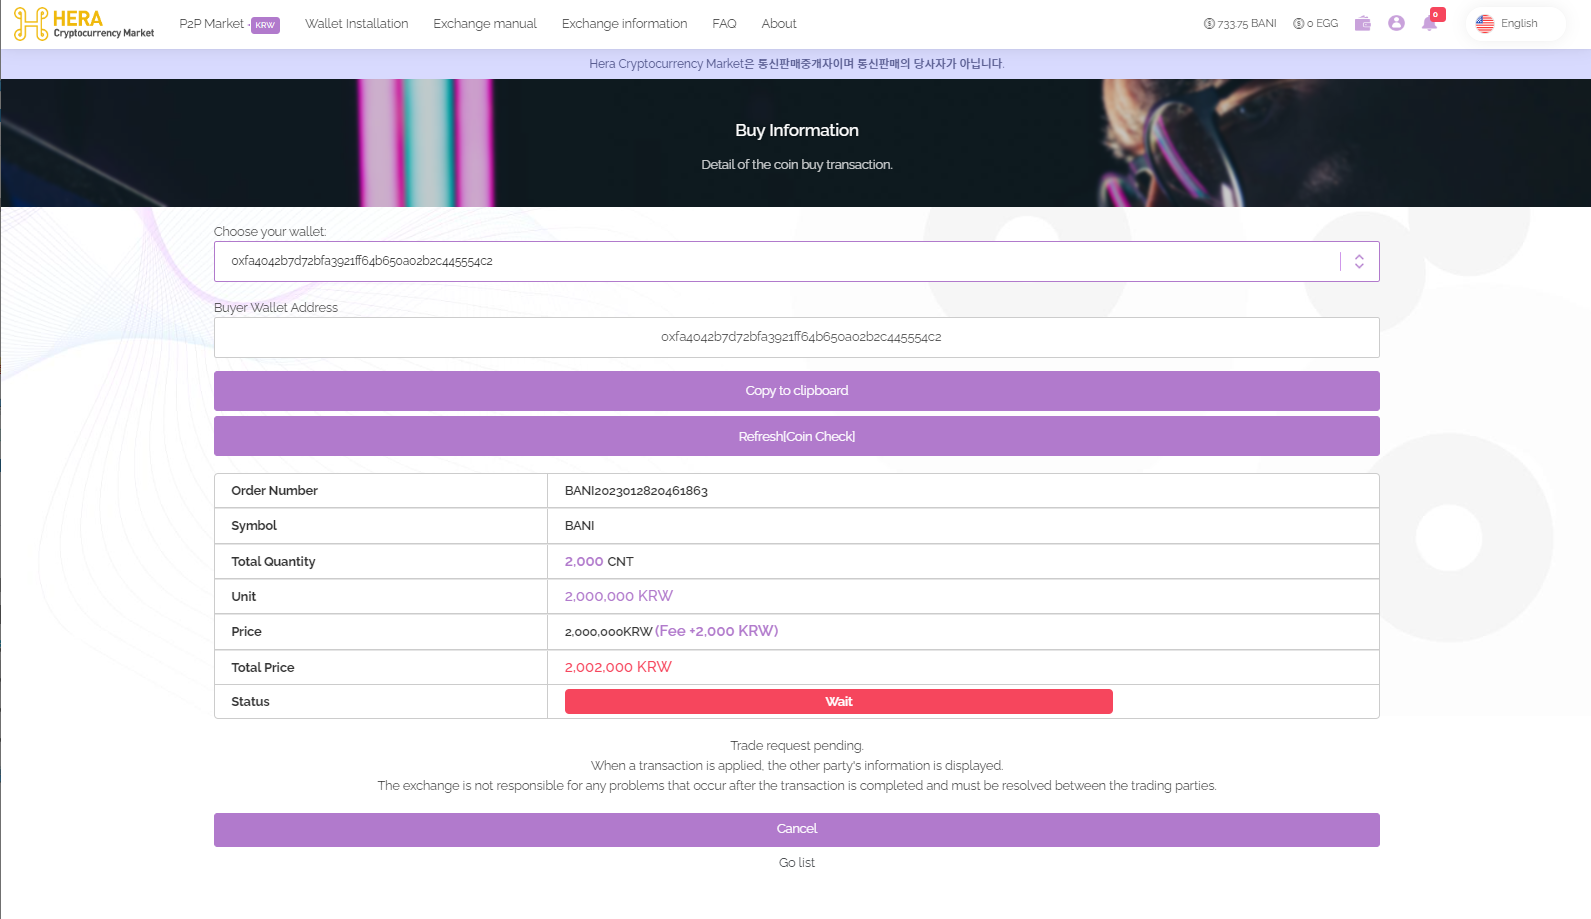 HERA
Cryptocurrency Market
P2P Market - KRW
Wallet Installation
Exchange manual
Exchange information
FAQ
About
733.75 BANI
0 EGG
0
English
Hera Cryptocurrency Market은 통신판매중개자이며 통신판매의 당사자가 아닙니다.
Buy Information
Detail of the coin buy transaction.
Choose your wallet:
0xfa4042b7d72bfa3921ff64b650a02b2c445554c2
Buyer Wallet Address
0xfa4042b7d72bfa3921ff64b650a02b2c445554c2
Copy to clipboard
Refresh[Coin Check]
Order Number BANI2023012820461863
Symbol BANI
Total Quantity 2,000 CNT
Unit 2,000,000 KRW
Price 2,000,000KRW (Fee +2,000 KRW)
Total Price 2,002,000 KRW
Status Wait
Trade request pending.
When a transaction is applied, the other party's information is displayed.
The exchange is not responsible for any problems that occur after the transaction is completed and must be resolved between the trading parties.
Cancel
Go list